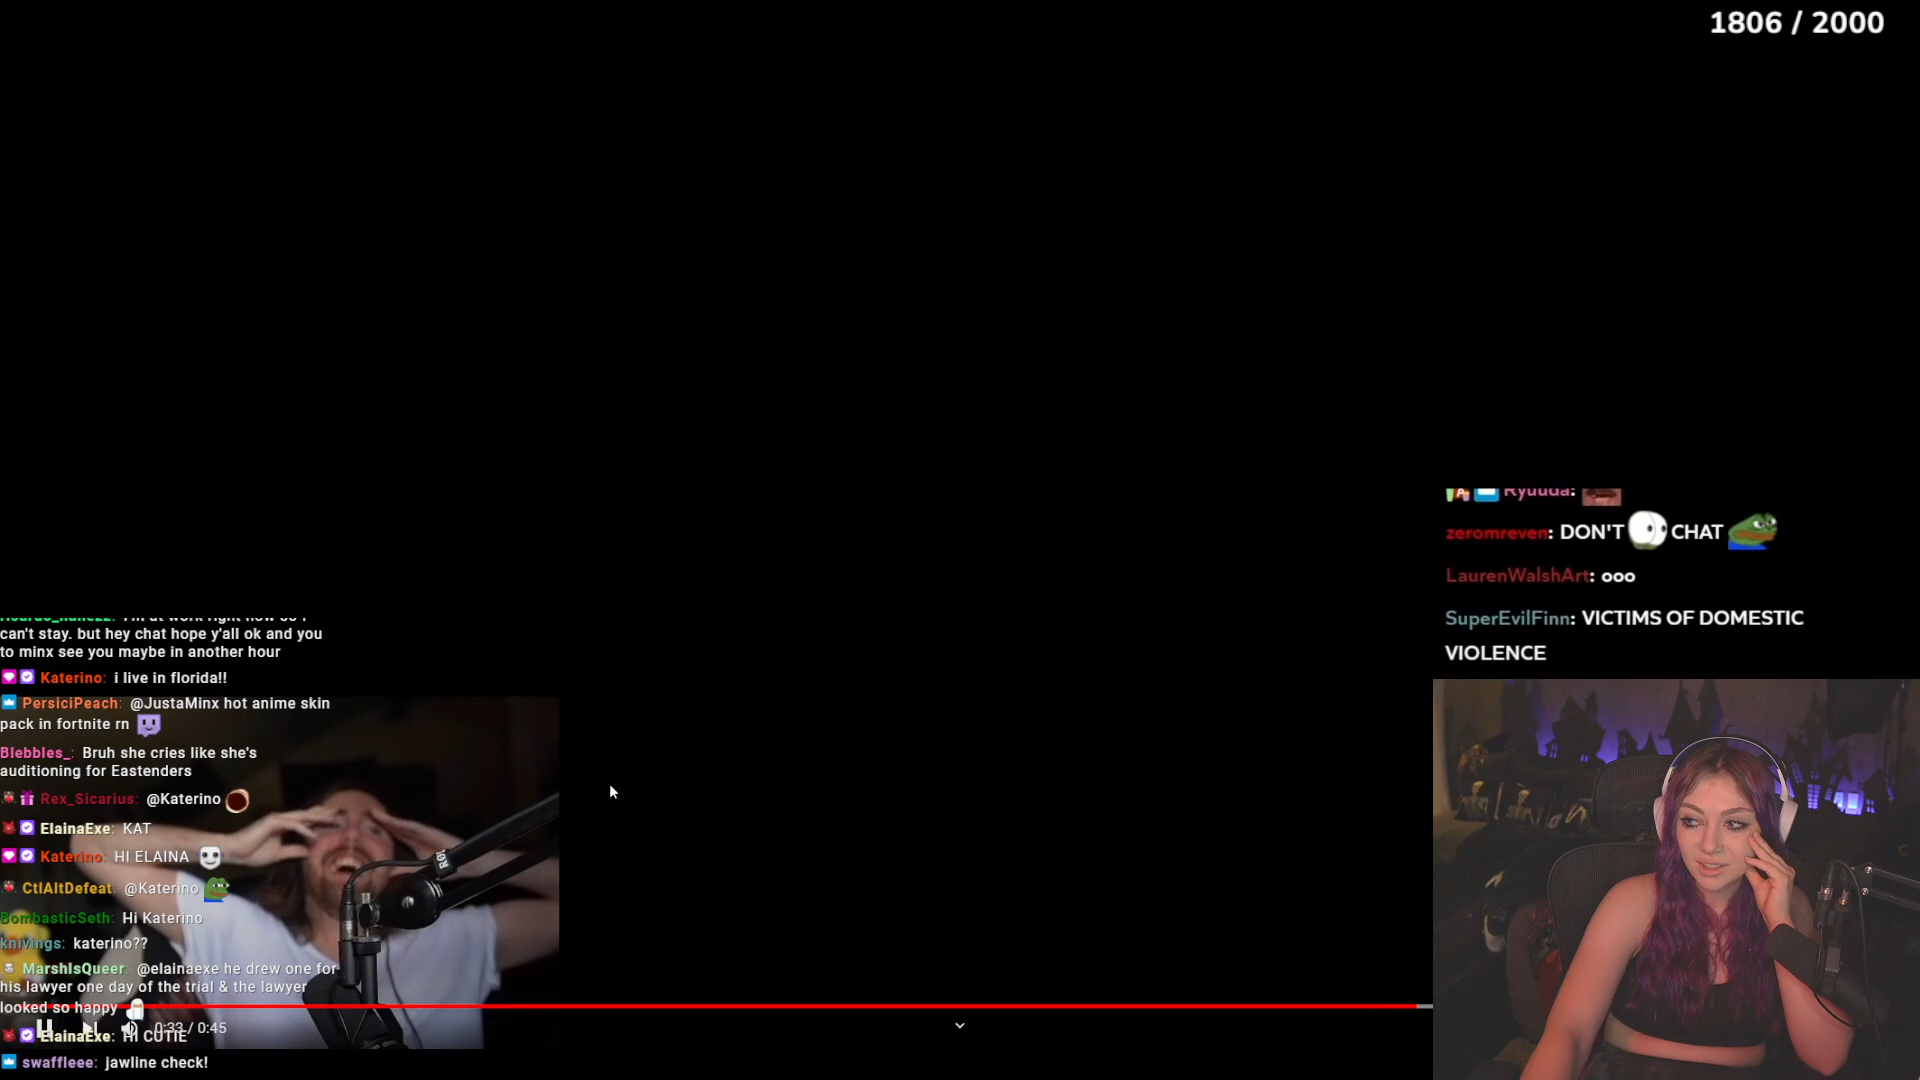 1806 / 2000
Ryuuda:
zeromreven: DON'T CHAT
LaurenWalshArt: ooo
SuperEvilFinn: VICTIMS OF DOMESTIC
VIOLENCE
can't stay. but hey chat hope y'all ok and you
to minx see you maybe in another hour
Katerino: i live in florida!!
PersiciPeach: @JustaMinx hot anime skin
pack in fortnite rn
Blebbles_: Bruh she cries like she's
auditioning for Eastenders
Rex_Sicarius: @Katerino
ElainaExe: KAT
Katerino: HI ELAINA
CtlAltDefeat: @Katerino
BombasticSeth: Hi Katerino
knivings: katerino??
MarshIsQueer: @elainaexe he drew one for
his lawyer one day of the trial & the lawyer
looked so happy
0:33 / 0:45
ElainaExe: HI CUTIE
swaffleee: jawline check!